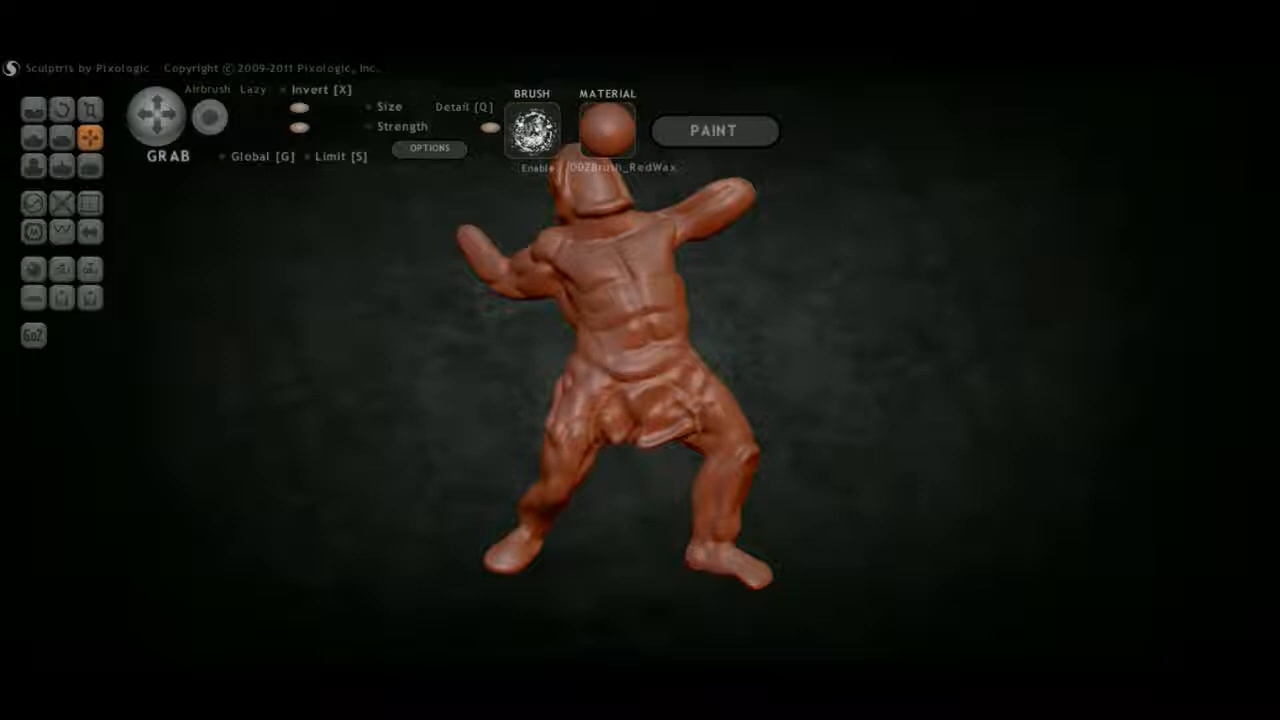 Sculptris by Pixologic Copyright © 2009-2011 Pixologic, Inc.
Airbrush Lazy Invert [X]
BRUSH MATERIAL
Size Detail [Q]
Strength
PAINT
GRAB Global [G] Limit [S] OPTIONS
Enable 002Brush_RedWax
GoZ